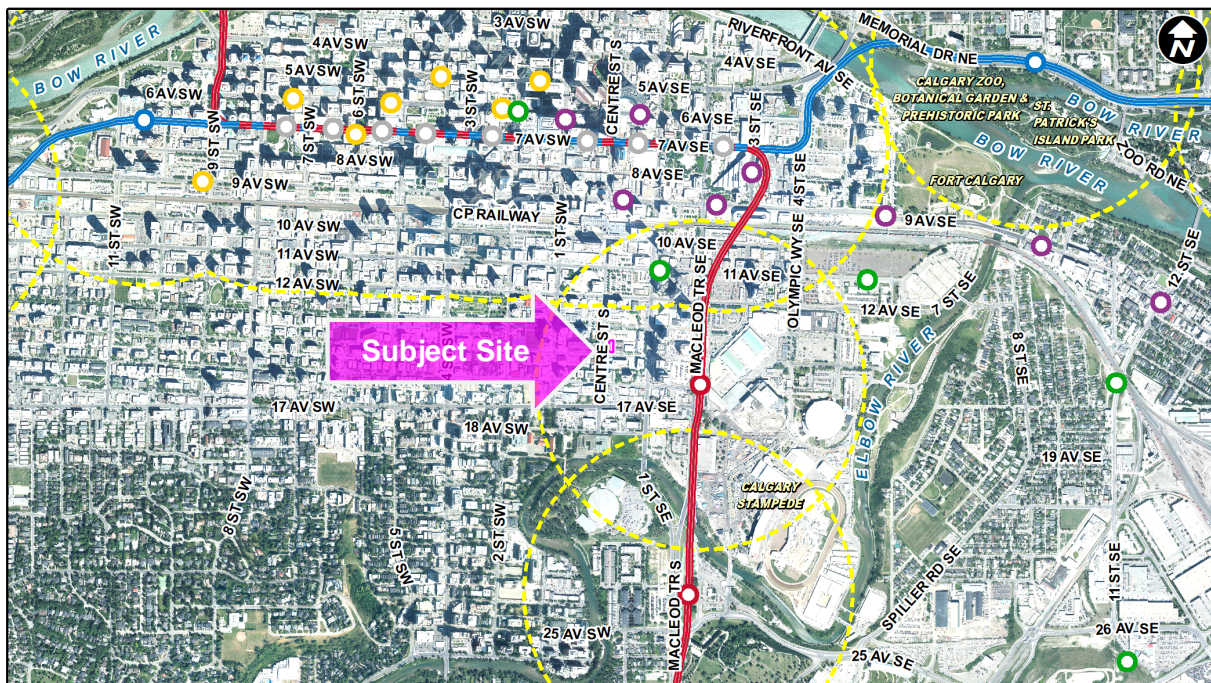 BOW RIVER
3 AV SW
4 AV SW
5 AV SW
6 AV SW
6 ST SW
3 ST SW
CENTRE ST S
RIVERFRONT AV SE
MEMORIAL DR NE
N
4 AV SE
5 AV SE
6 AV SE
CALGARY ZOO,
BOTANICAL GARDEN &
PREHISTORIC PARK
ST.
PATRICK'S
ISLAND PARK
BOW RIVER
BOW RIVER
ZOO RD NE
9 ST SW
7 ST SW
7 AV SW
7 AV SE
3 ST SE
8 AV SW
8 AV SE
4 ST SE
9 AV SW
FORT CALGARY
CP RAILWAY
9 AV SE
11 ST SW
10 AV SW
1 ST SW
10 AV SE
11 AV SW
11 AV SE
12 AV SW
12 AV SE
OLYMPIC WY SE
7 ST SE
12 ST SE
MACLEOD TR SE
Subject Site
4 ST SW
CENTRE ST S
8 ST SE
ELBOW RIVER
17 AV SW
17 AV SE
18 AV SW
19 AV SE
8 ST SW
5 ST SW
2 ST SW
1 ST SE
CALGARY
STAMPEDE
MACLEOD TR S
SPILLER RD SE
11 ST SE
25 AV SW
25 AV SE
26 AV SE